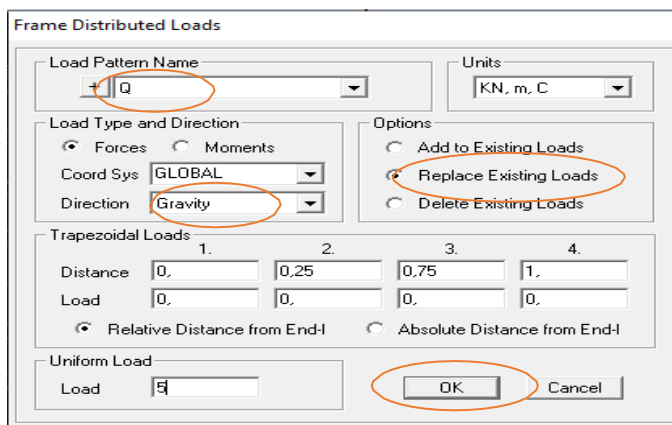 Frame Distributed Loads
Load Pattern Name
+ Q
Units
KN, m, C
Load Type and Direction
Forces Moments
Coord Sys GLOBAL
Direction Gravity
Options
Add to Existing Loads
Replace Existing Loads
Delete Existing Loads
Trapezoidal Loads
1. 2. 3. 4.
Distance 0, 0,25 0,75 1,
Load 0, 0, 0, 0,
Relative Distance from End-I Absolute Distance from End-I
Uniform Load
Load 5
OK Cancel